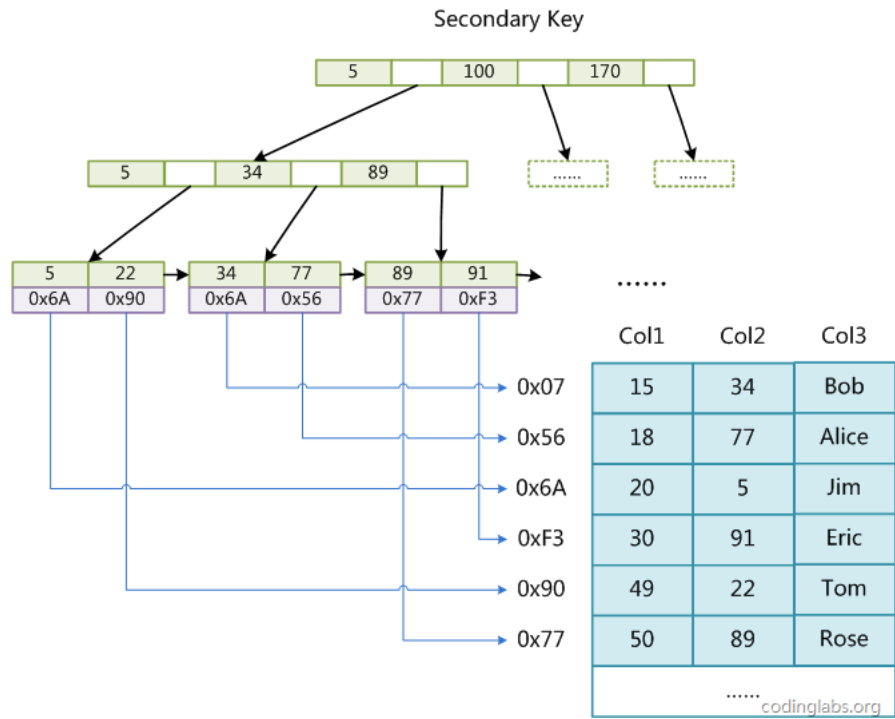 Secondary Key
5 100 170
5 34 89
...... ......
5 22 34 77 89 91
0x6A 0x90 0x6A 0x56 0x77 0xF3
......
Col1 Col2 Col3
0x07 15 34 Bob
0x56 18 77 Alice
0x6A 20 5 Jim
0xF3 30 91 Eric
0x90 49 22 Tom
0x77 50 89 Rose
......
codinglabs.org